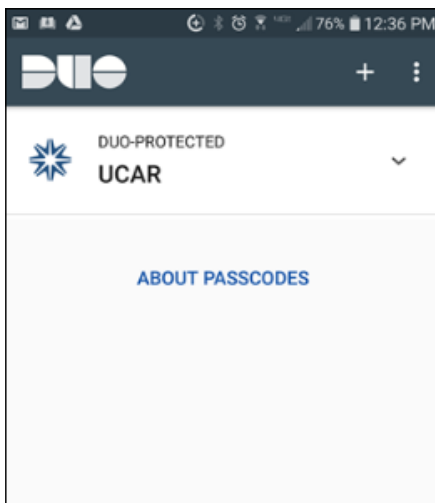 76% 12:36 PM
DUO
DUO-PROTECTED
UCAR
ABOUT PASSCODES